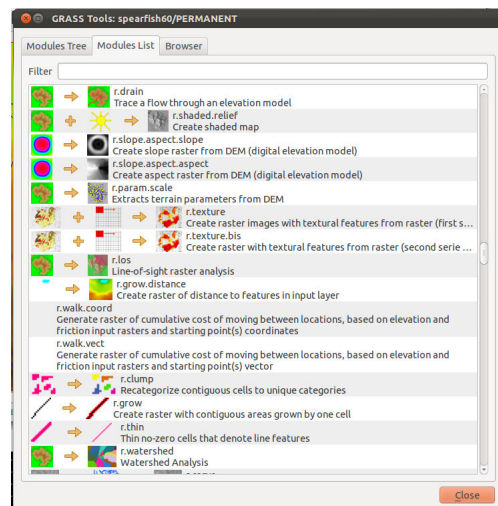 GRASS Tools: spearfish60/PERMANENT
Modules Tree
Modules List
Browser
Filter
r.drain
Trace a flow through an elevation model
r.shaded.relief
Create shaded map
r.slope.aspect.slope
Create slope raster from DEM (digital elevation model)
r.slope.aspect.aspect
Create aspect raster from DEM (digital elevation model)
r.param.scale
Extracts terrain parameters from DEM
r.texture
Create raster images with textural features from raster (first s...
r.texture.bis
Create raster with textural features from raster (second serie ...
r.los
Line-of-sight raster analysis
r.grow.distance
Create raster of distance to features in input layer
r.walk.coord
Generate raster of cumulative cost of moving between locations, based on elevation and
friction input rasters and starting point(s) coordinates
r.walk.vect
Generate raster of cumulative cost of moving between locations, based on elevation and
friction input rasters and starting point(s) vector
r.clump
Recategorize contiguous cells to unique categories
r.grow
Create raster with contiguous areas grown by one cell
r.thin
Thin no-zero cells that denote line features
r.watershed
Watershed Analysis
Close